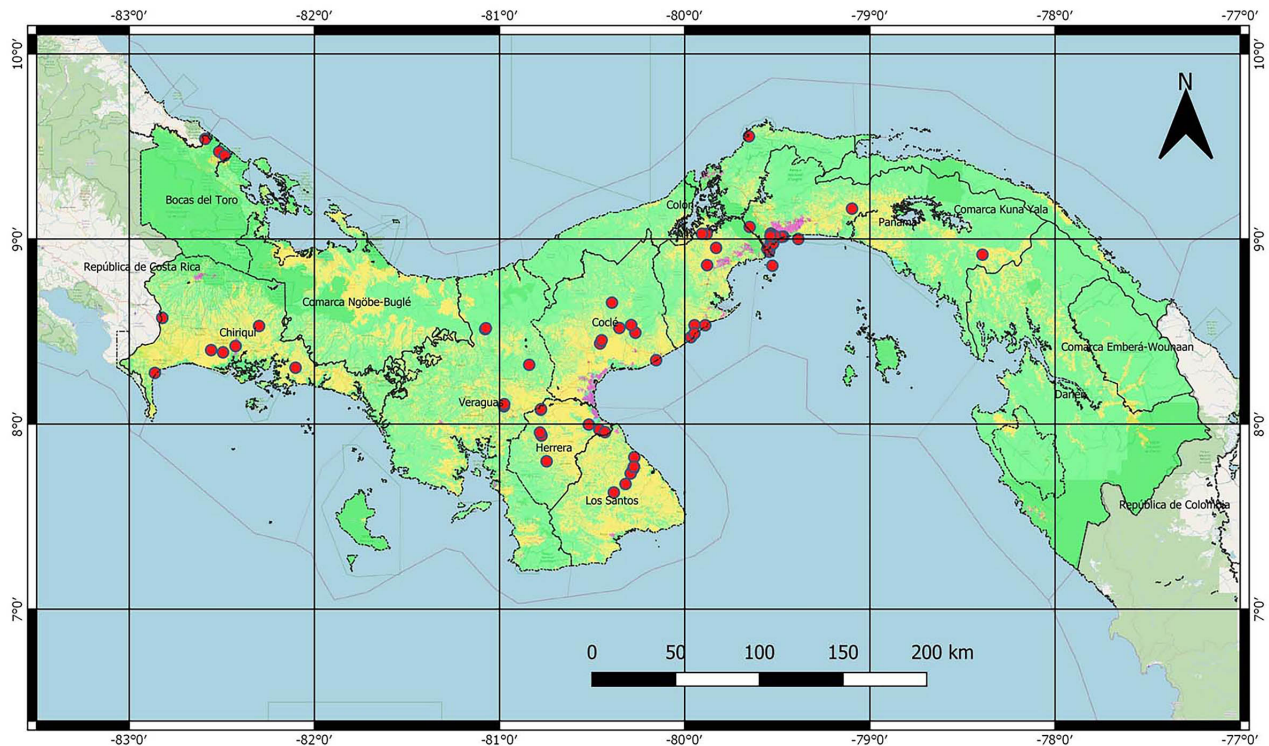 -83°0′ -82°0′ -81°0′ -80°0′ -79°0′ -78°0′ -77°0′
10°0′ 10°0′
N
Bocas del Toro
Colon
Comarca Kuna Yala
Panamá
9°0′ 9°0′
República de Costa Rica
Comarca Ngöbe-Buglé
Chiriquí
Coclé
Comarca Emberá-Wounaan
Darién
Veraguas
8°0′ 8°0′
Herrera
Los Santos
República de Colombia
7°0′ 7°0′
0 50 100 150 200 km
-83°0′ -82°0′ -81°0′ -80°0′ -79°0′ -78°0′ -77°0′